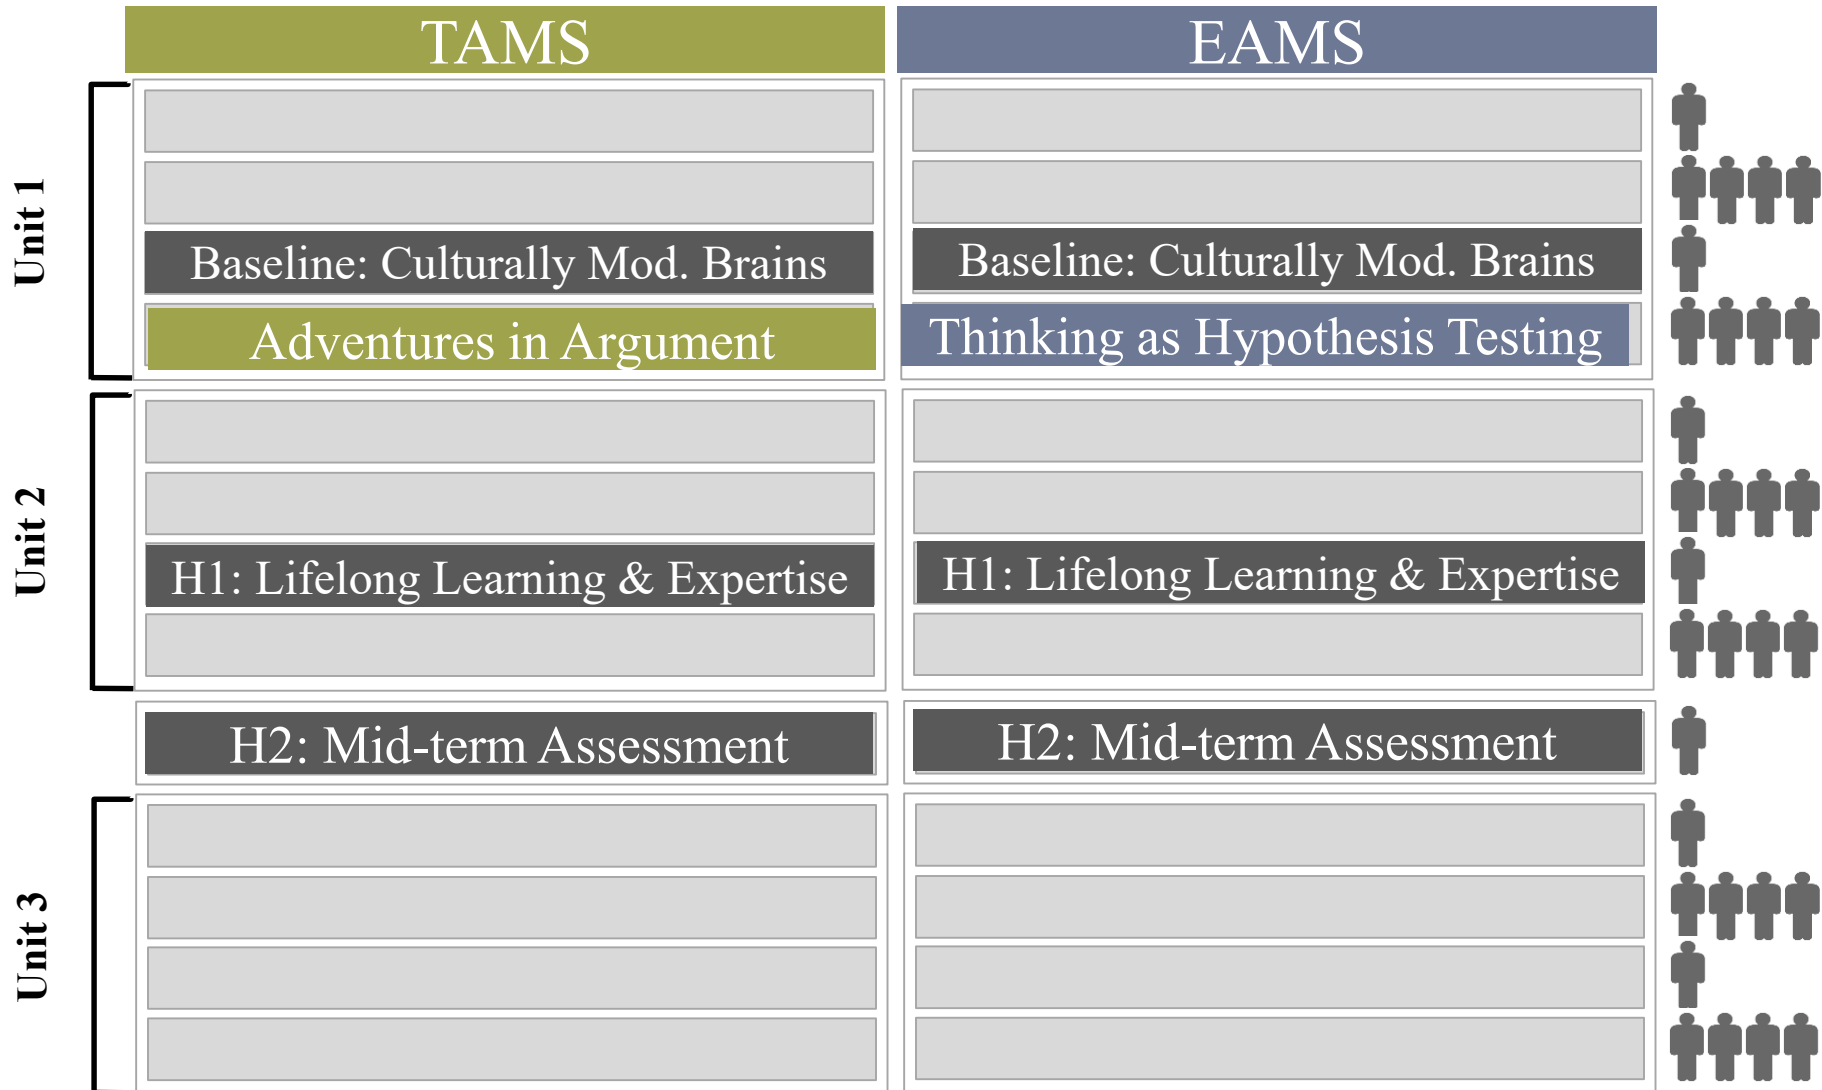 TAMS
EAMS
Unit 1
Baseline: Culturally Mod. Brains
Baseline: Culturally Mod. Brains
Adventures in Argument
Thinking as Hypothesis Testing
Unit 2
H1: Lifelong Learning & Expertise
H1: Lifelong Learning & Expertise
H2: Mid-term Assessment
H2: Mid-term Assessment
Unit 3